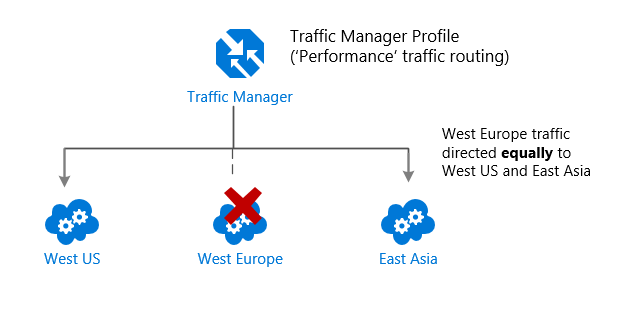 Traffic Manager Profile
(‘Performance’ traffic routing)
Traffic Manager
West Europe traffic
directed equally to
West US and East Asia
West US
West Europe
East Asia